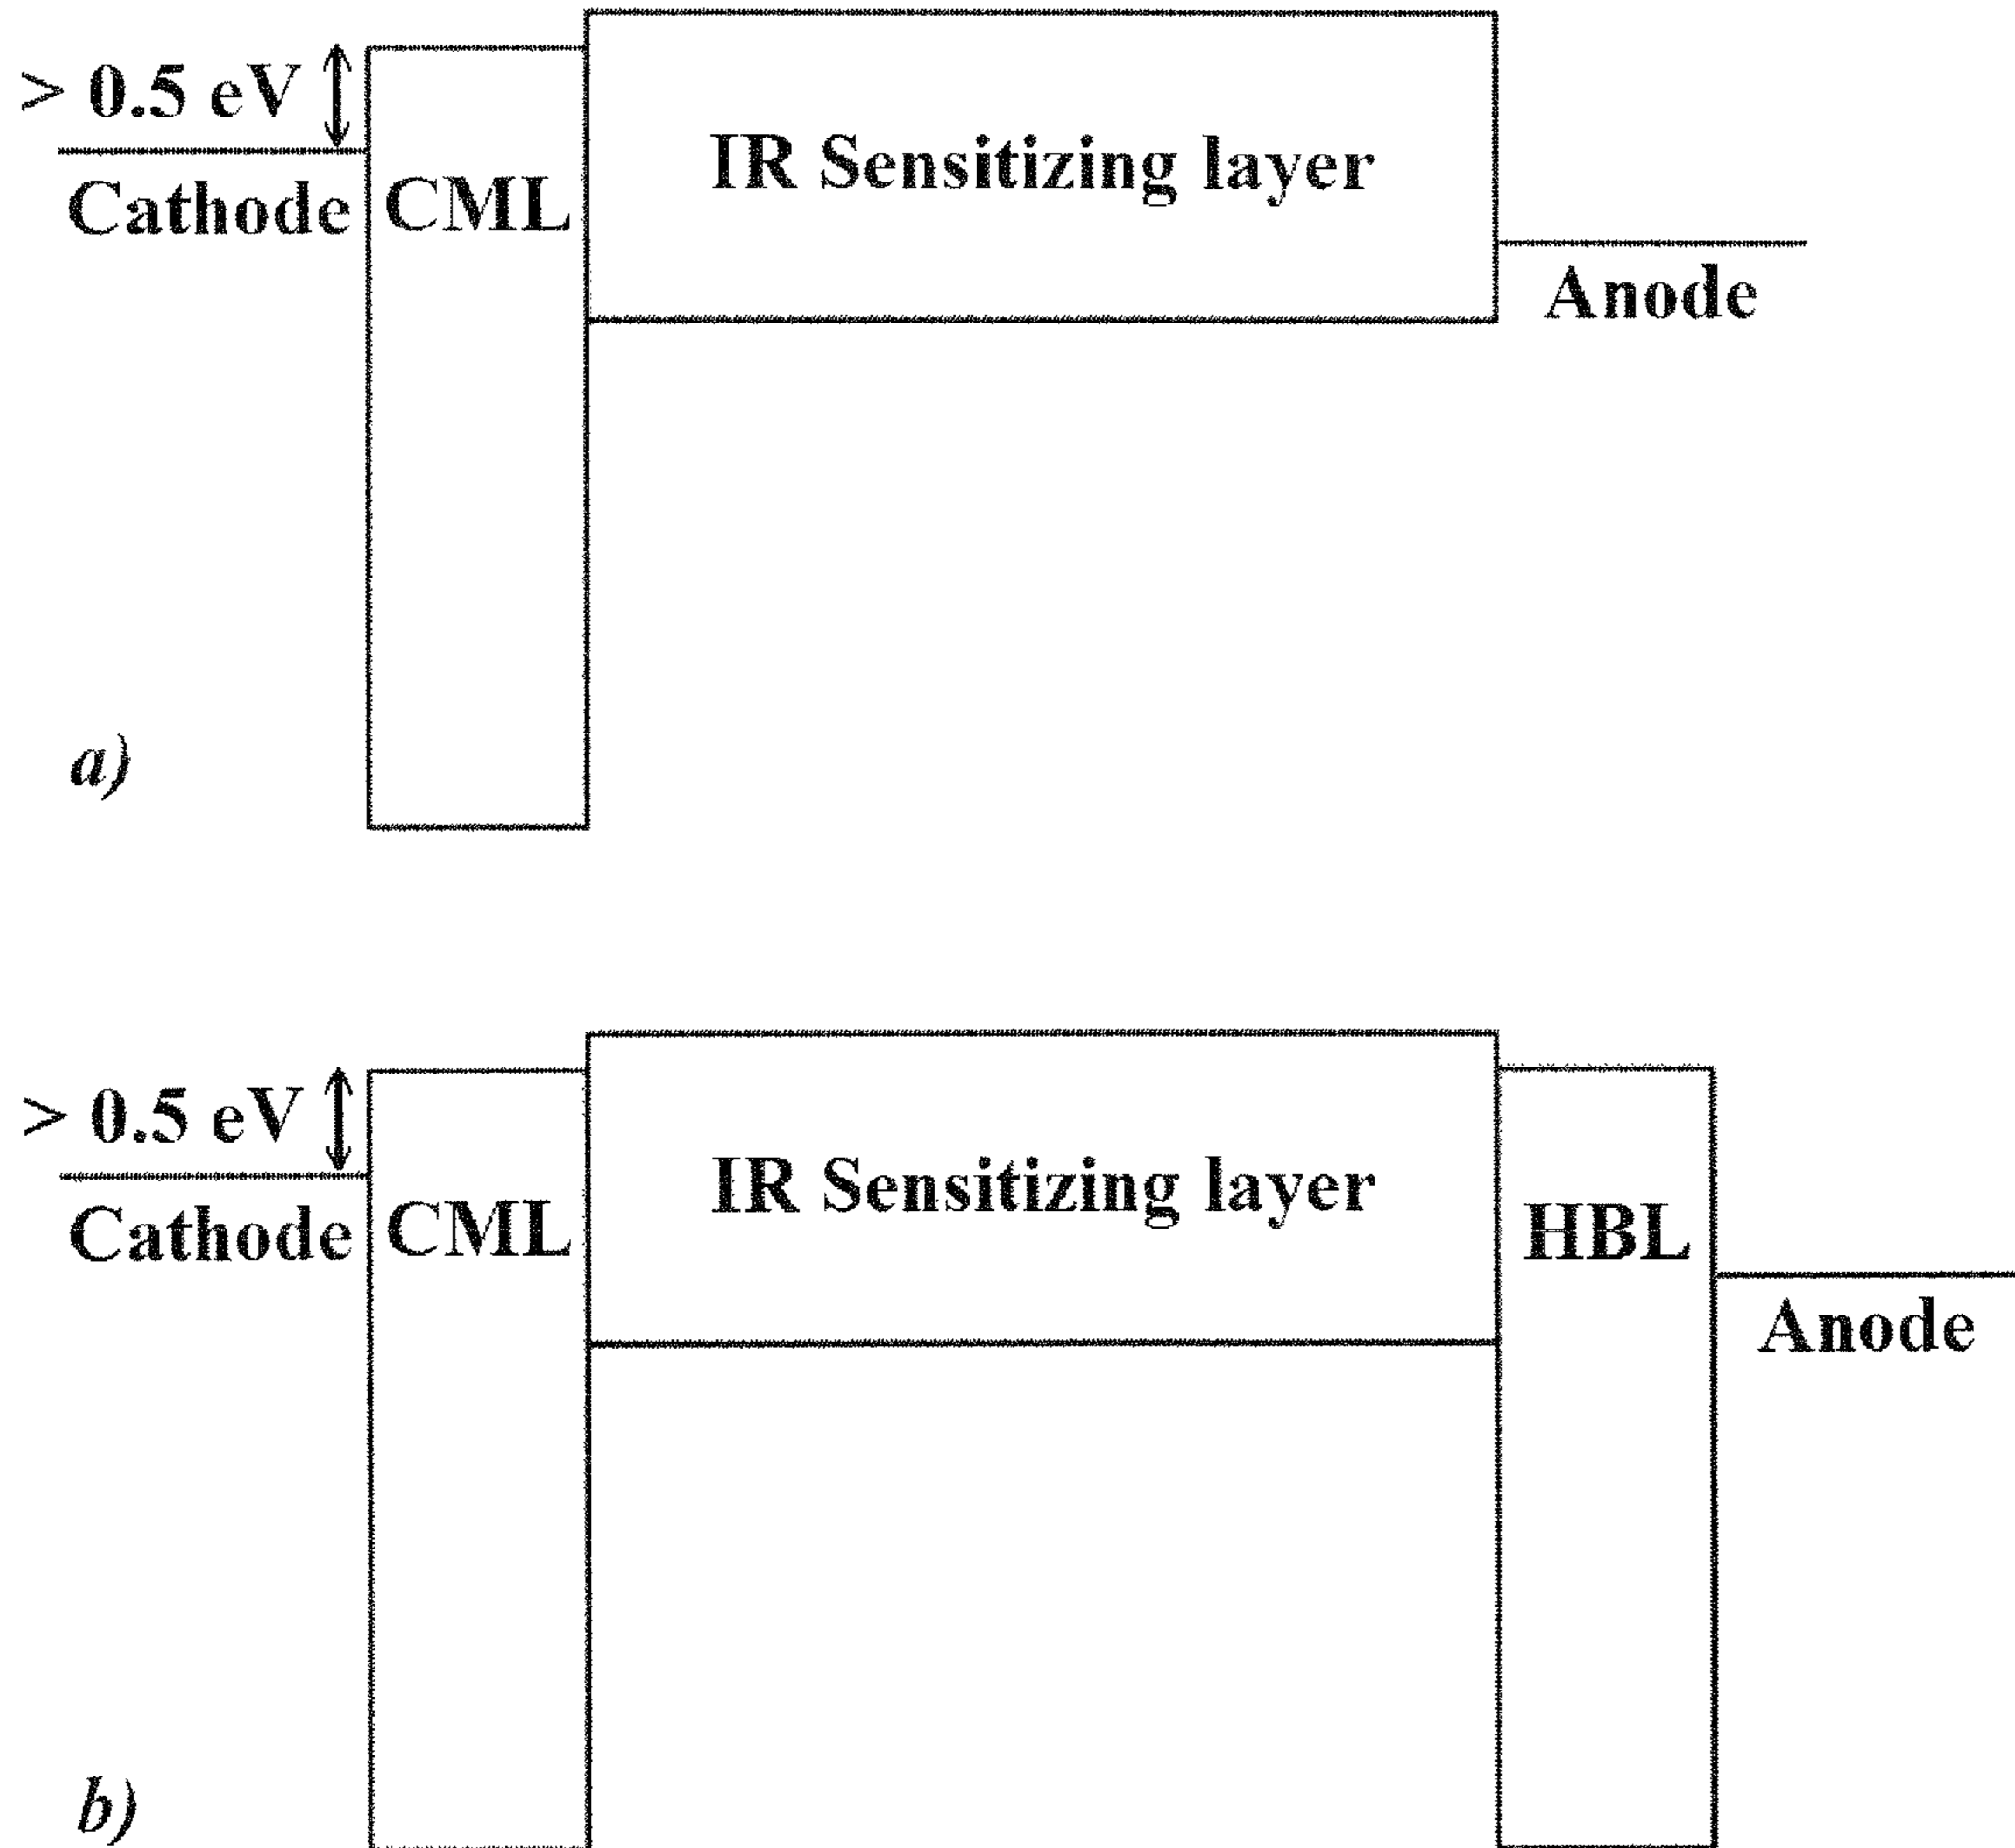 > 0.5 eV
IR Sensitizing layer
Cathode
CML
Anode
a)
> 0.5 eV
IR Sensitizing layer
Cathode
CML
HBL
Anode
b)